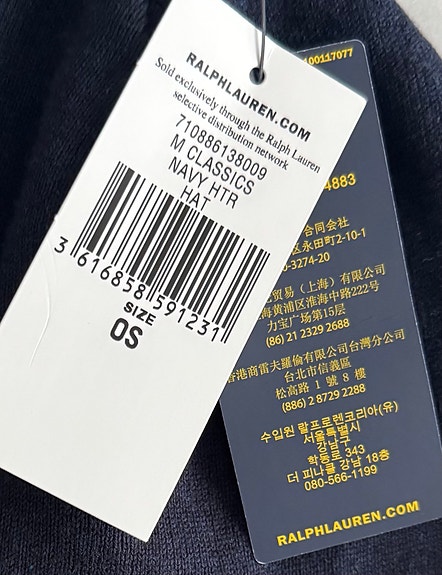 RALPHLAUREN.COM
Sold exclusively through the Ralph Lauren
selective distribution network
710886138009
M CLASSICS
NAVY HTR
HAT
3 616858 591231
SIZE
OS
100117077
4883
合同会社
区永田町2-10-1
-3274-20
贸易（上海）有限公司
海黄浦区淮海中路222号
力宝广场第15层
(86) 21 2329 2688
香港商雷夫羅倫有限公司台灣分公司
台北市信義區
松高路 1 號 8 樓
(886) 2 8729 2288
수입원 랄프로렌코리아(유)
서울특별시
강남구
학동로 343
더 피나클 강남 18층
080-566-1199
RALPHLAUREN.COM